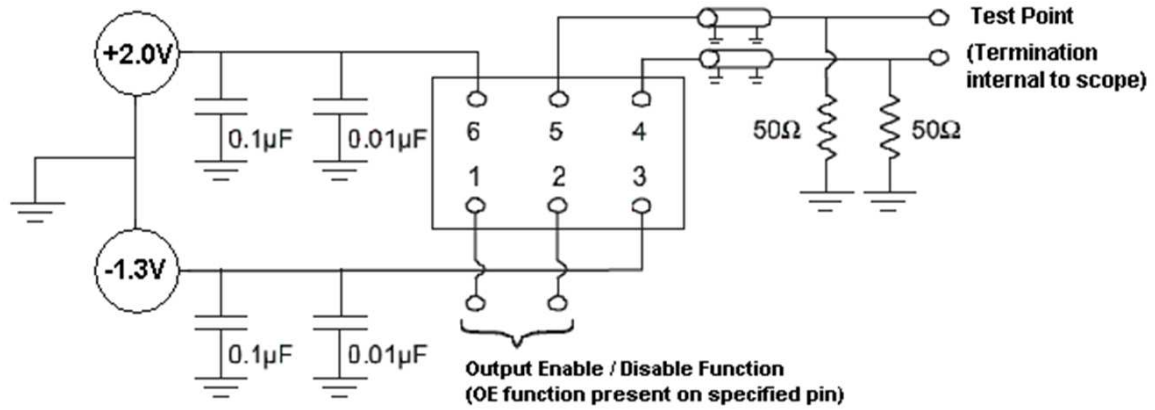 +2.0V
0.1µF
0.01µF
6
5
4
1
2
3
Test Point
(Termination
internal to scope)
50Ω
50Ω
-1.3V
0.1µF
0.01µF
Output Enable / Disable Function
(OE function present on specified pin)